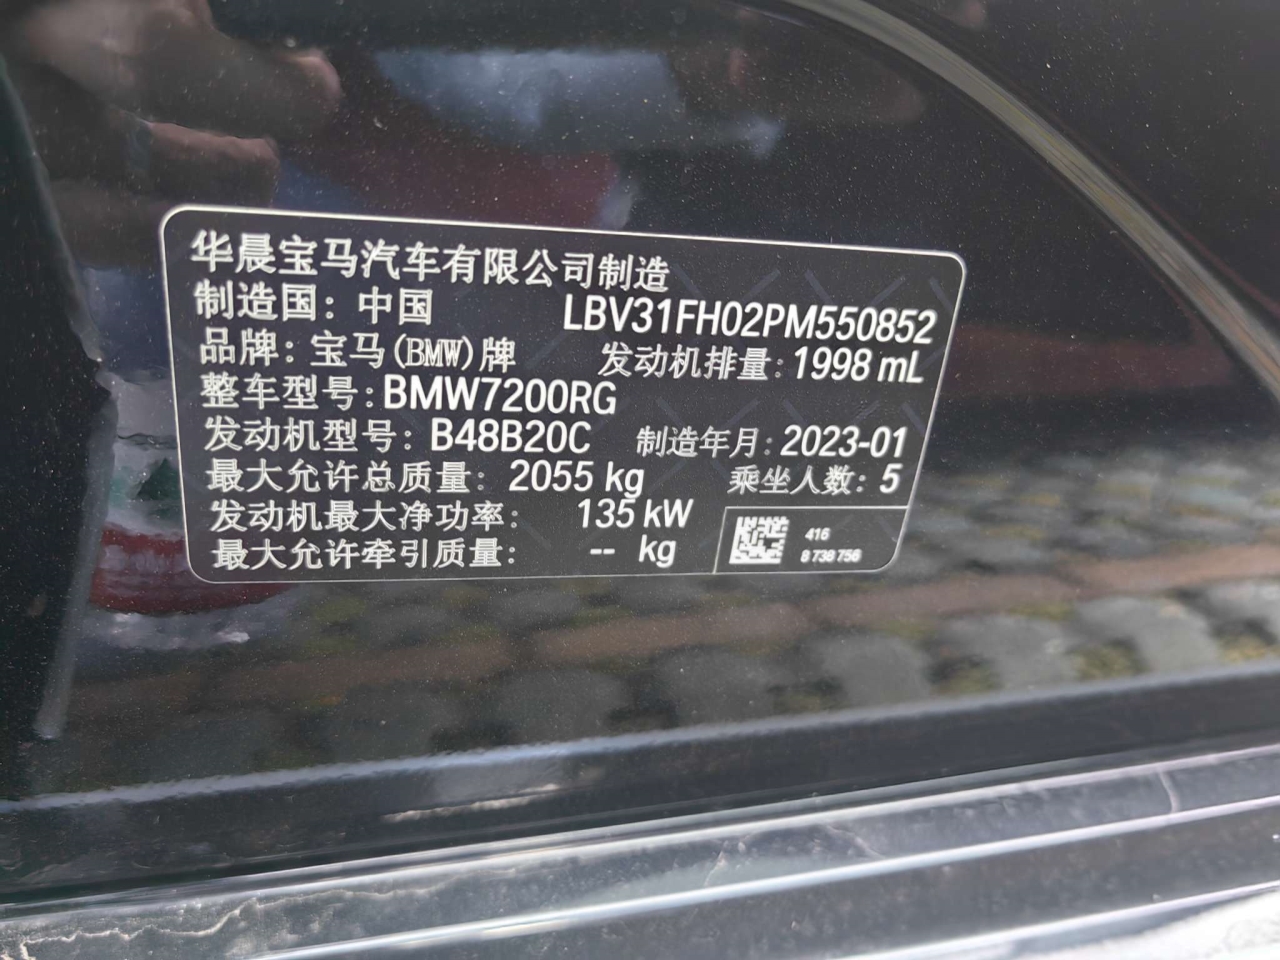 华晨宝马汽车有限公司制造
制造国：中国 LBV31FH02PM550852
品牌：宝马(BMW)牌 发动机排量：1998 mL
整车型号：BMW7200RG
发动机型号：B48B20C 制造年月：2023-01
最大允许总质量：2055 kg 乘坐人数：5
发动机最大净功率：135 kW
最大允许牵引质量：-- kg
416
8 738 756